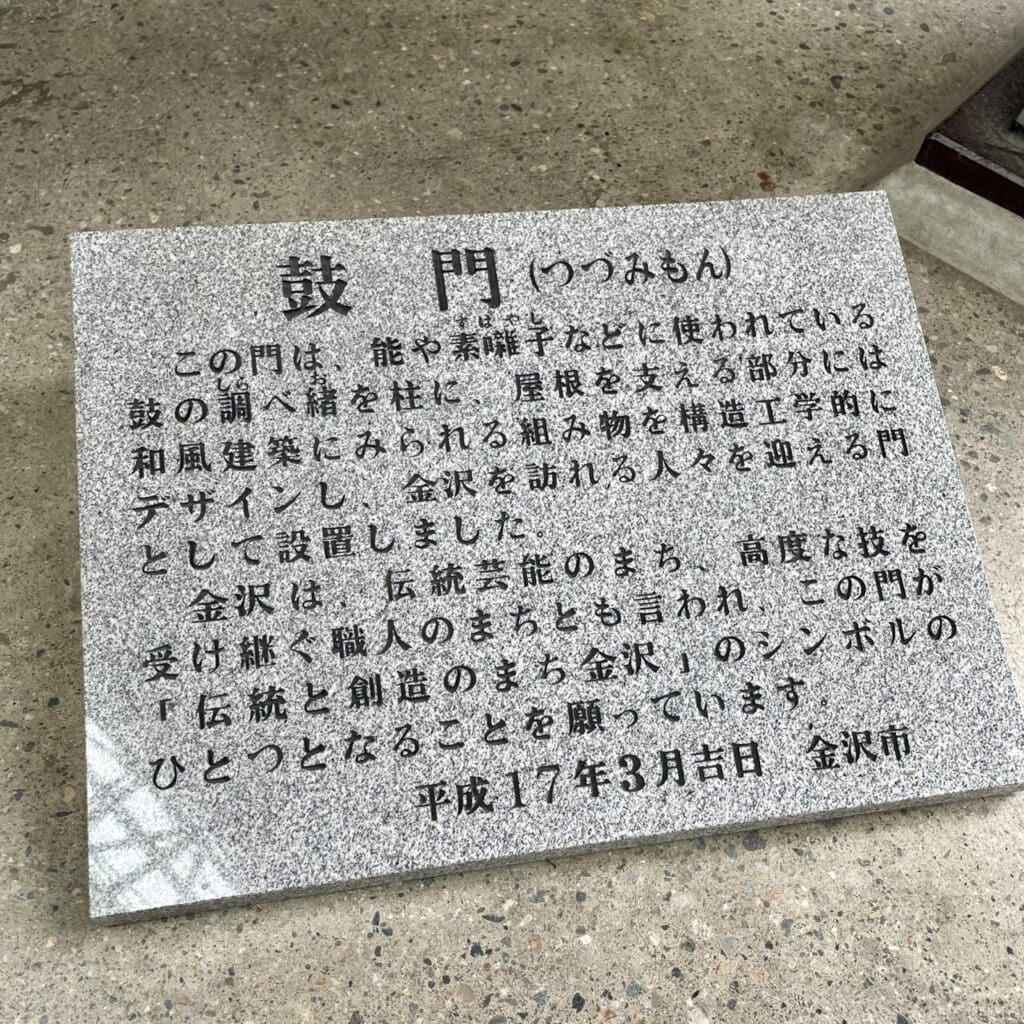 鼓 門 (つづみもん)
すばやし
この門は、能や素囃子などに使われている
しら お
鼓の調べ緒を柱に、屋根を支える部分には
和風建築にみられる組み物を構造工学的に
デザインし、金沢を訪れる人々を迎える門
として設置しました。
金沢は、伝統芸能のまち、高度な技を
受け継ぐ職人のまちとも言われ、この門が
「伝統と創造のまち金沢」のシンボルの
ひとつとなることを願っています。
平成17年3月吉日 金沢市